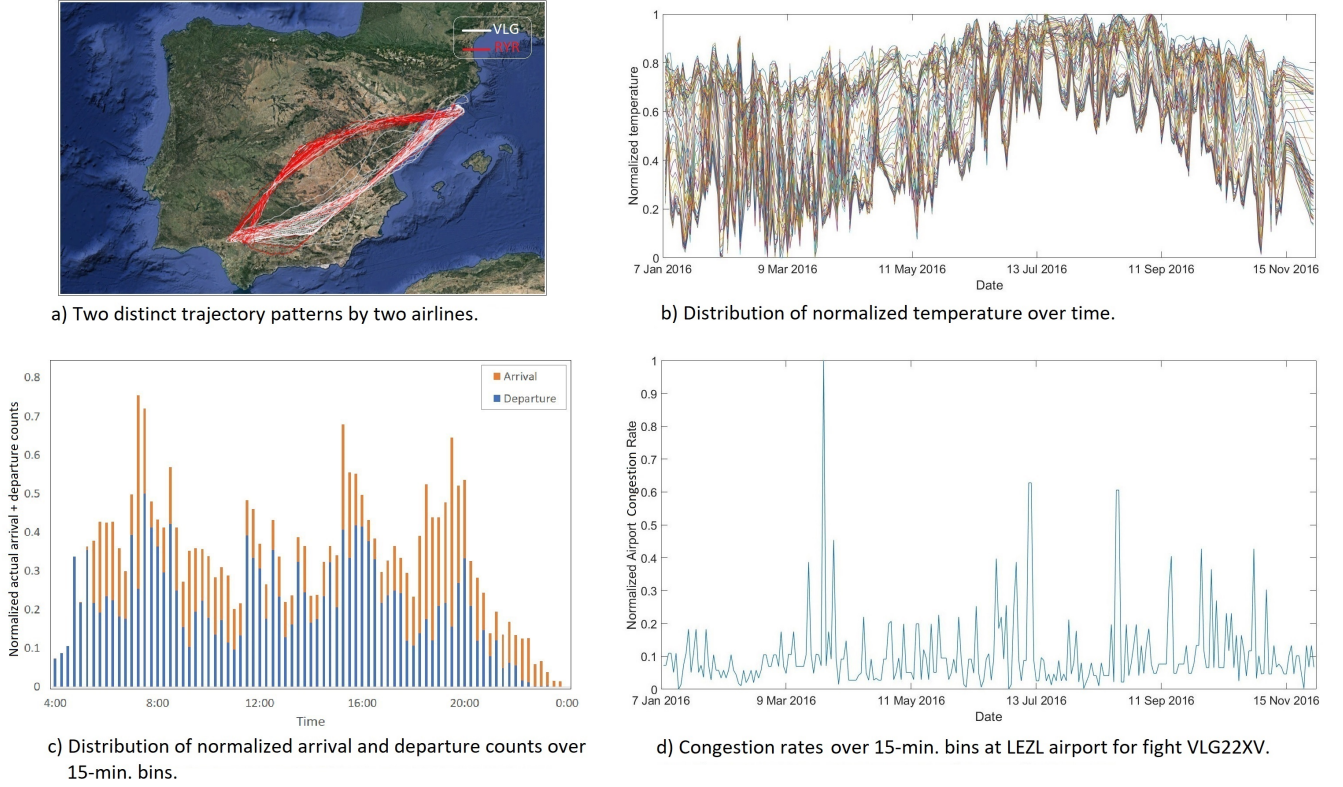 VLG
RYR
a) Two distinct trajectory patterns by two airlines.
Normalized temperature
1
0.8
0.6
0.4
0.2
0
7 Jan 2016
9 Mar 2016
11 May 2016
13 Jul 2016
11 Sep 2016
15 Nov 2016
Date
b) Distribution of normalized temperature over time.
Normalized actual arrival + departure counts
0.8
0.7
0.6
0.5
0.4
0.3
0.2
0.1
0
Arrival
Departure
4:00
8:00
12:00
16:00
20:00
0:00
Time
c) Distribution of normalized arrival and departure counts over
15-min. bins.
Normalized Airport Congestion Rate
1
0.9
0.8
0.7
0.6
0.5
0.4
0.3
0.2
0.1
0
7 Jan 2016
9 Mar 2016
11 May 2016
13 Jul 2016
11 Sep 2016
15 Nov 2016
Date
d) Congestion rates over 15-min. bins at LEZL airport for fight VLG22XV.